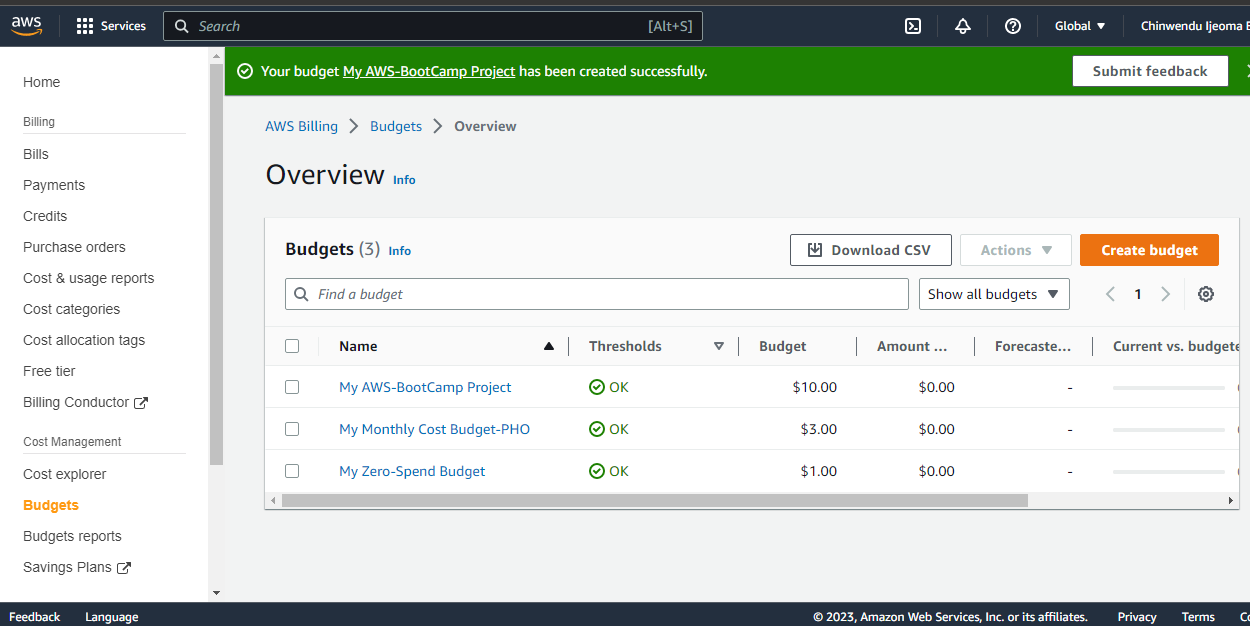 aws Services Search [Alt+S] Global Chinwendu Ijeoma
Home
Billing
Bills
Payments
Credits
Purchase orders
Cost & usage reports
Cost categories
Cost allocation tags
Free tier
Billing Conductor
Cost Management
Cost explorer
Budgets
Budgets reports
Savings Plans
Your budget My AWS-BootCamp Project has been created successfully. Submit feedback
AWS Billing Budgets Overview
Overview Info
Budgets (3) Info Download CSV Actions Create budget
Find a budget Show all budgets 1
Name Thresholds Budget Amount ... Forecaste... Current vs. budgete
My AWS-BootCamp Project OK $10.00 $0.00 -
My Monthly Cost Budget-PHO OK $3.00 $0.00 -
My Zero-Spend Budget OK $1.00 $0.00 -
Feedback Language © 2023, Amazon Web Services, Inc. or its affiliates. Privacy Terms